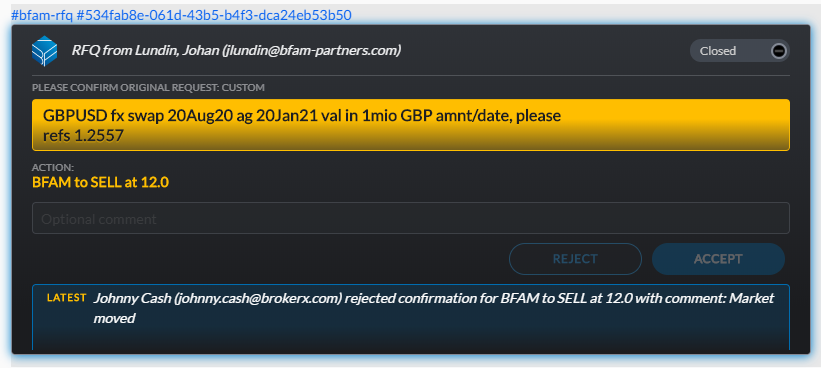 #bfam-rfq #534fab8e-061d-43b5-b4f3-dca24eb53b50
RFQ from Lundin, Johan (jlundin@bfam-partners.com)
Closed
PLEASE CONFIRM ORIGINAL REQUEST: CUSTOM
GBPUSD fx swap 20Aug20 ag 20Jan21 val in 1mio GBP amnt/date, please
refs 1.2557
ACTION:
BFAM to SELL at 12.0
Optional comment
REJECT
ACCEPT
LATEST Johnny Cash (johnny.cash@brokerx.com) rejected confirmation for BFAM to SELL at 12.0 with comment: Market
moved